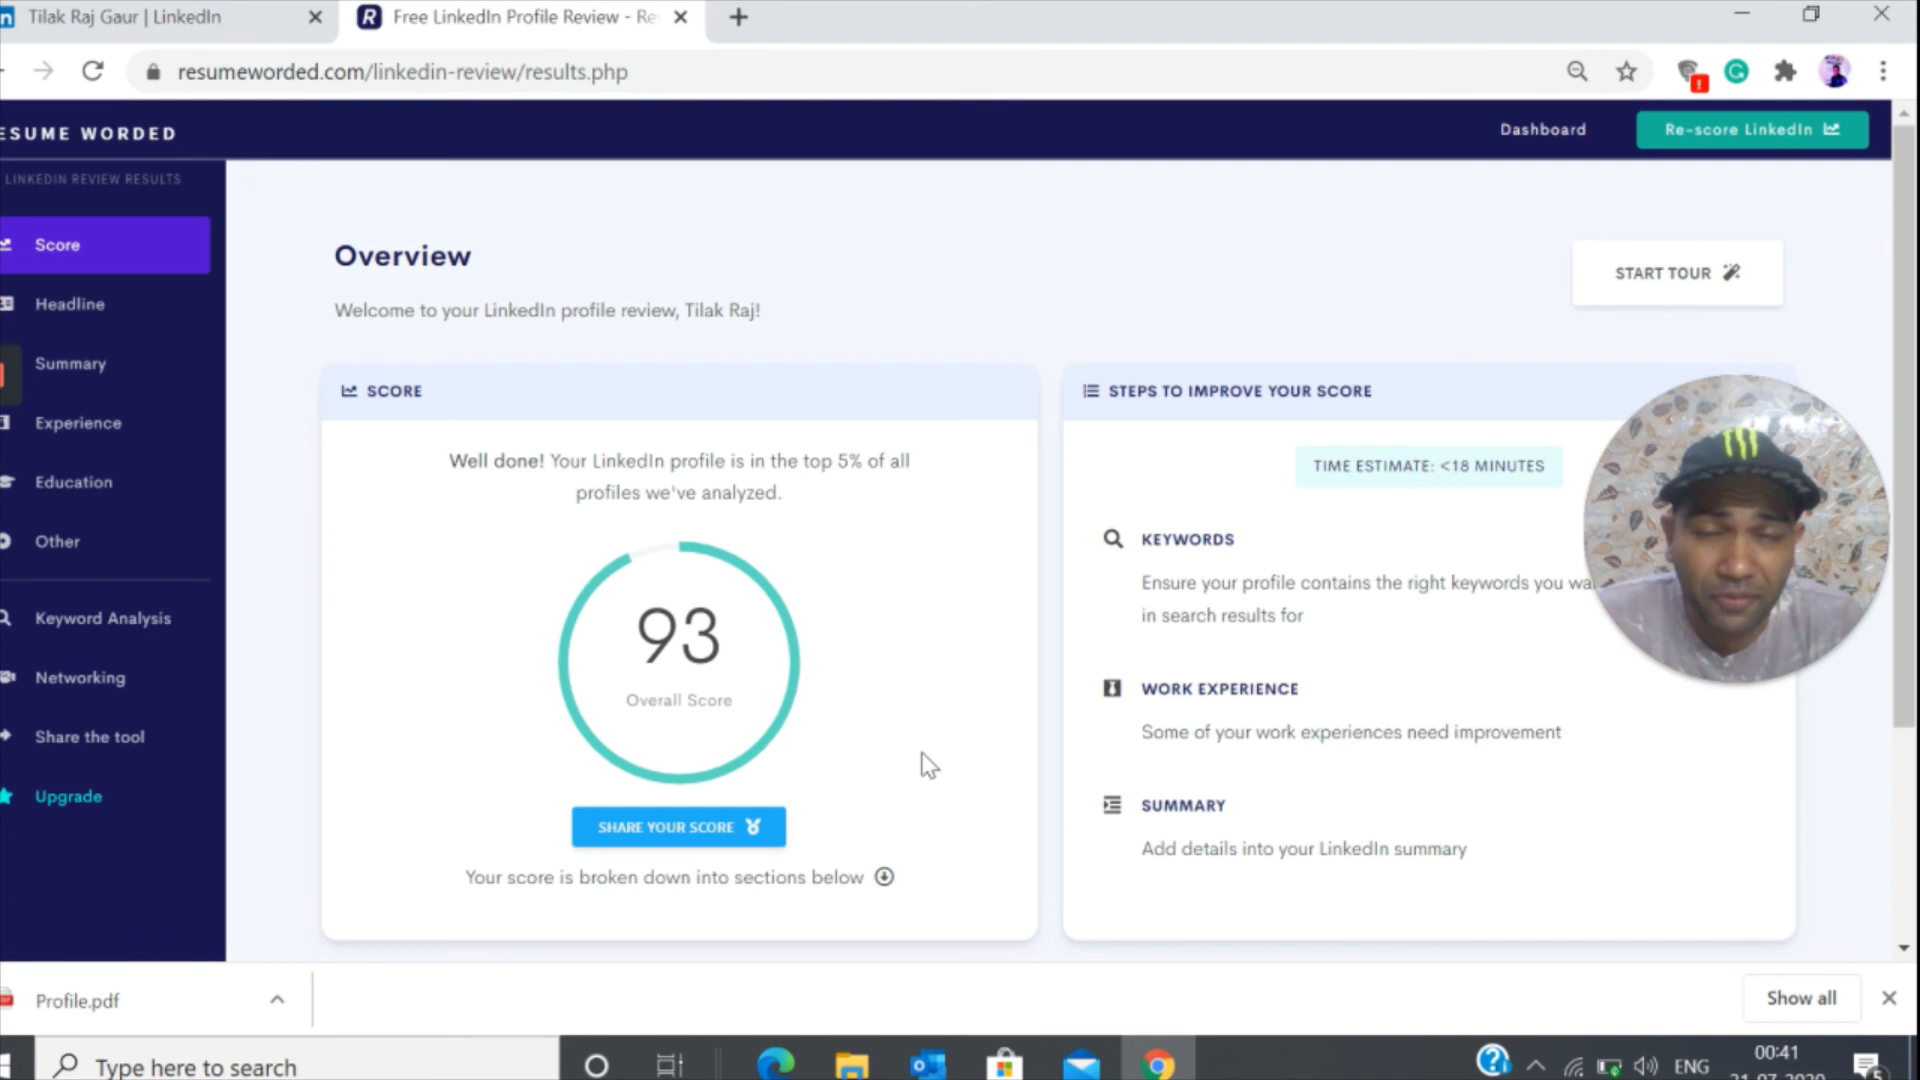 Tilak Raj Gaur | LinkedIn
Free LinkedIn Profile Review - Re
resumeworded.com/linkedin-review/results.php
ESUME WORDED
Dashboard
Re-score LinkedIn
LINKEDIN REVIEW RESULTS
Score
Headline
Summary
Experience
Education
Other
Keyword Analysis
Networking
Share the tool
Upgrade
Overview
START TOUR
Welcome to your LinkedIn profile review, Tilak Raj!
SCORE
Well done! Your LinkedIn profile is in the top 5% of all
profiles we've analyzed.
93
Overall Score
SHARE YOUR SCORE
Your score is broken down into sections below
STEPS TO IMPROVE YOUR SCORE
TIME ESTIMATE: <18 MINUTES
KEYWORDS
Ensure your profile contains the right keywords you wa
in search results for
WORK EXPERIENCE
Some of your work experiences need improvement
SUMMARY
Add details into your LinkedIn summary
Profile.pdf
Show all
Type here to search
ENG
00:41
21-07-2020
5